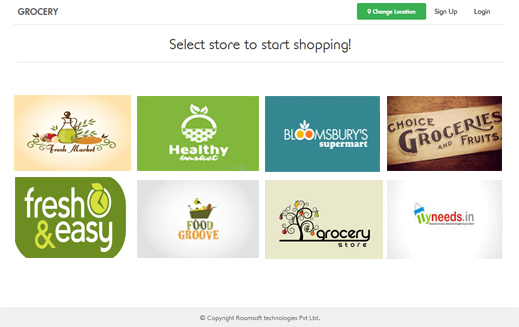 GROCERY
Change Location
Sign Up
Login
Select store to start shopping!
Fresh Market
Healthy
basket
BLOOMSBURY'S
supermart
CHOICE
GROCERIES
AND FRUITS.
fresh
& easy
FOOD
GROOVE
grocery
store
Myneeds.in
© Copyright Roamsoft technologies Pvt Ltd,.